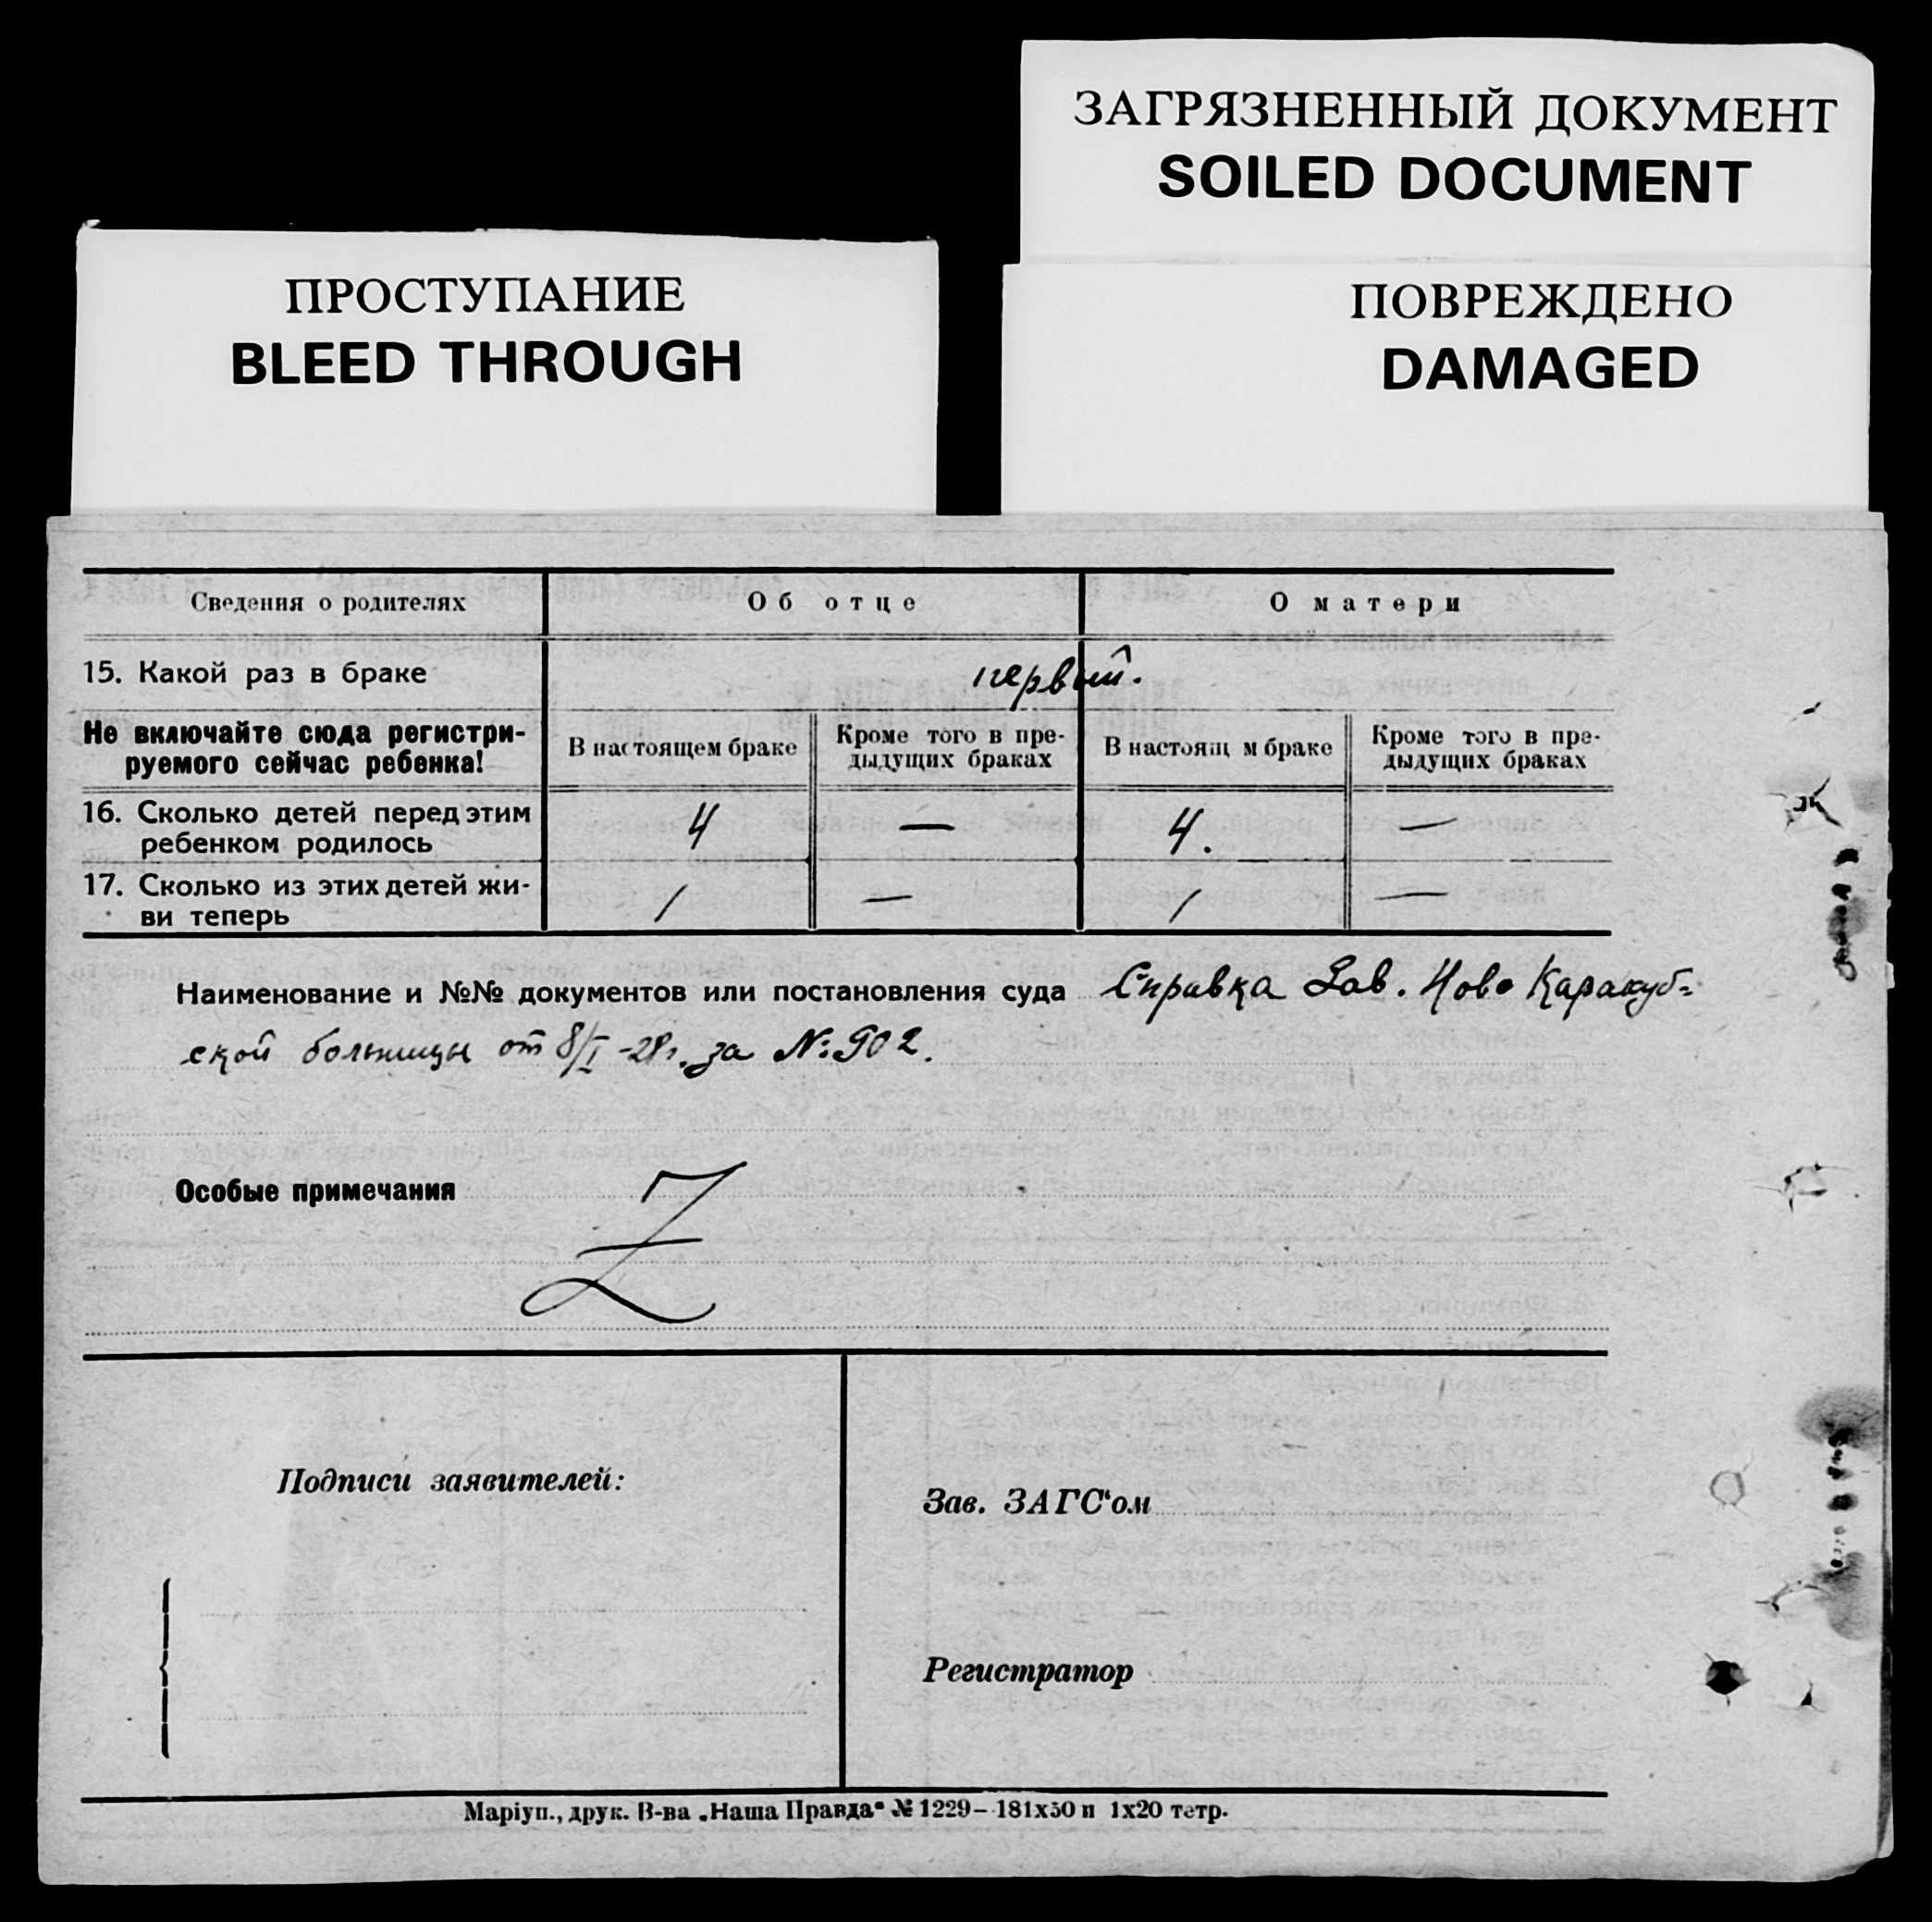 ЗАГРЯЗНЕННЫЙ ДОКУМЕНТ
SOILED DOCUMENT
ПРОСТУПАНИЕ
BLEED THROUGH
ПОВРЕЖДЕНО
DAMAGED
Сведения о родителях Об отце О матери
15. Какой раз в браке первый.
Не включайте сюда регистри-
руемого сейчас ребенка!
В настоящем браке
Кроме того в пре-
дыдущих браках
В настоящ м браке
Кроме того в пре-
дыдущих браках
16. Сколько детей перед этим
ребенком родилось 4 — 4. —
17. Сколько из этих детей жи-
ви теперь 1 — 1 —
Наименование и №№ документов или постановления суда Справка Зав. Ново Каракуб=
ской больницы от 8/I -28г. за №902.
Особые примечания Z
Подписи заявителей:
Зав. ЗАГС‘ом
Регистратор
Маріуп., друк. В-ва „Наша Правда“ № 1229– 181х50 и 1х20 тетр.